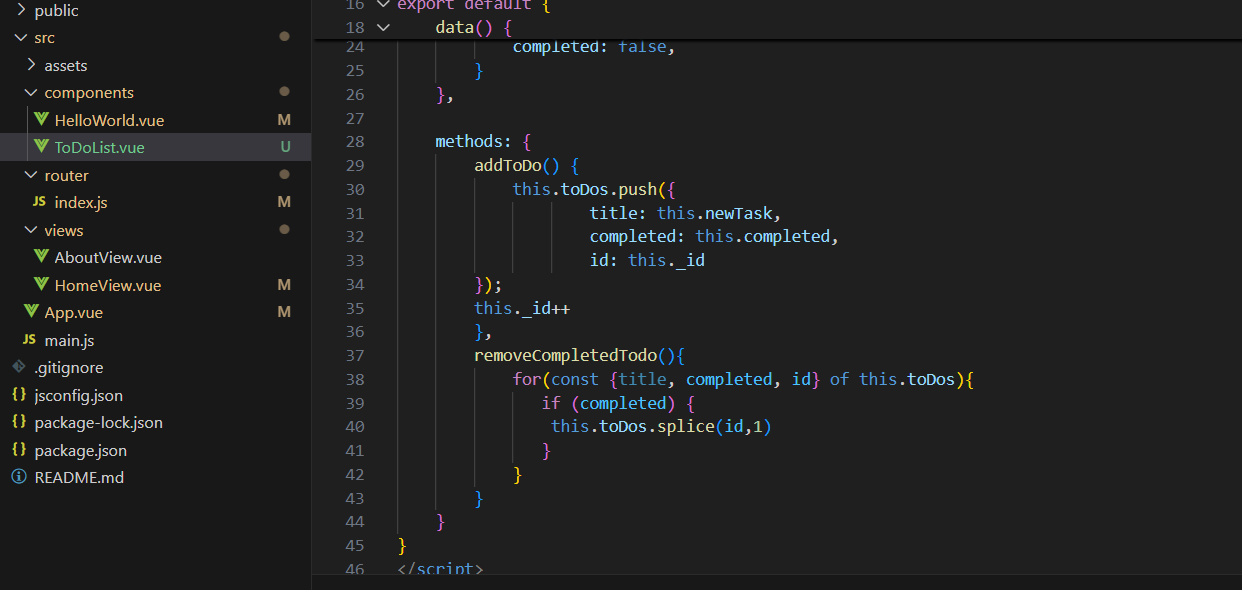 public
src
assets
components
HelloWorld.vue M
ToDoList.vue U
router
JS index.js M
views
AboutView.vue
HomeView.vue M
App.vue M
JS main.js
.gitignore
{} jsconfig.json
{} package-lock.json
{} package.json
README.md
16 export default {
18 data() {
24 completed: false,
25 }
26 },
27
28 methods: {
29 addToDo() {
30 this.toDos.push({
31 title: this.newTask,
32 completed: this.completed,
33 id: this._id
34 });
35 this._id++
36 },
37 removeCompletedTodo(){
38 for(const {title, completed, id} of this.toDos){
39 if (completed) {
40 this.toDos.splice(id,1)
41 }
42 }
43 }
44 }
45 }
46 </script>